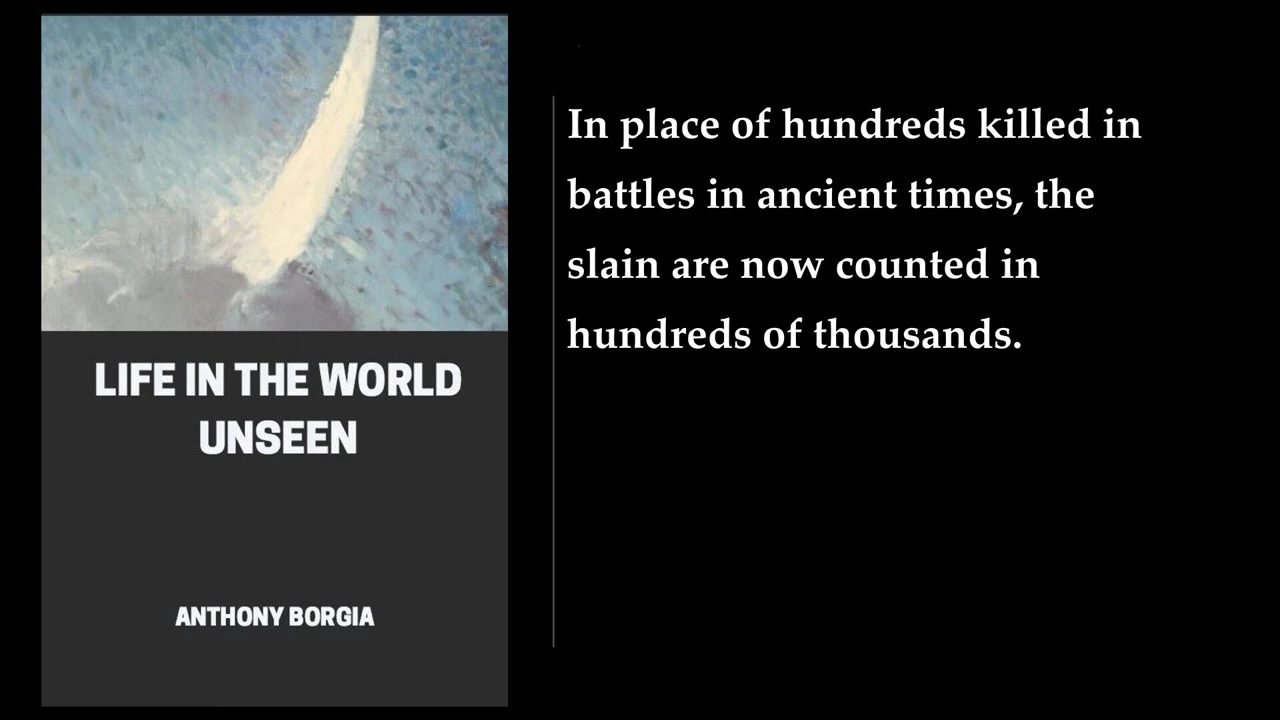 LIFE IN THE WORLD
UNSEEN
ANTHONY BORGIA
In place of hundreds killed in
battles in ancient times, the
slain are now counted in
hundreds of thousands.